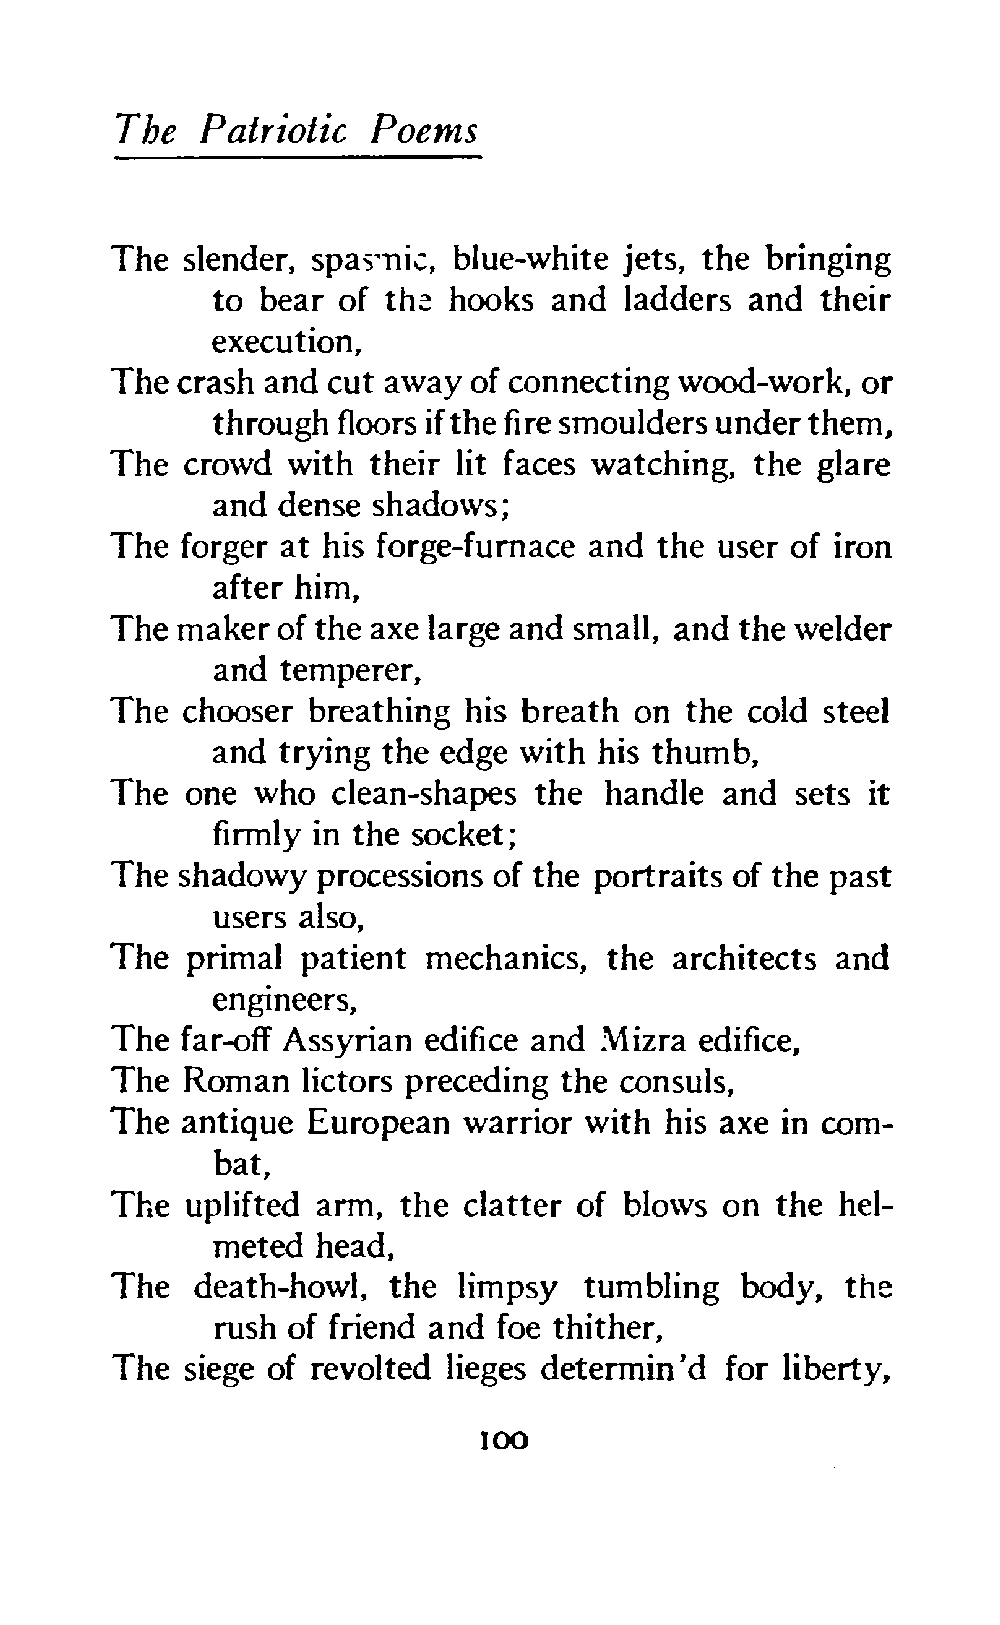 The Patriotic Poems
The slender, spasmic, blue-white jets, the bringing
to bear of the hooks and ladders and their
execution,
The crash and cut away of connecting wood-work, or
through floors if the fire smoulders under them,
The crowd with their lit faces watching, the glare
and dense shadows;
The forger at his forge-furnace and the user of iron
after him,
The maker of the axe large and small, and the welder
and temperer,
The chooser breathing his breath on the cold steel
and trying the edge with his thumb,
The one who clean-shapes the handle and sets it
firmly in the socket;
The shadowy processions of the portraits of the past
users also,
The primal patient mechanics, the architects and
engineers,
The far-off Assyrian edifice and Mizra edifice,
The Roman lictors preceding the consuls,
The antique European warrior with his axe in com-
bat,
The uplifted arm, the clatter of blows on the hel-
meted head,
The death-howl, the limpsy tumbling body, the
rush of friend and foe thither,
The siege of revolted lieges determin'd for liberty,
100